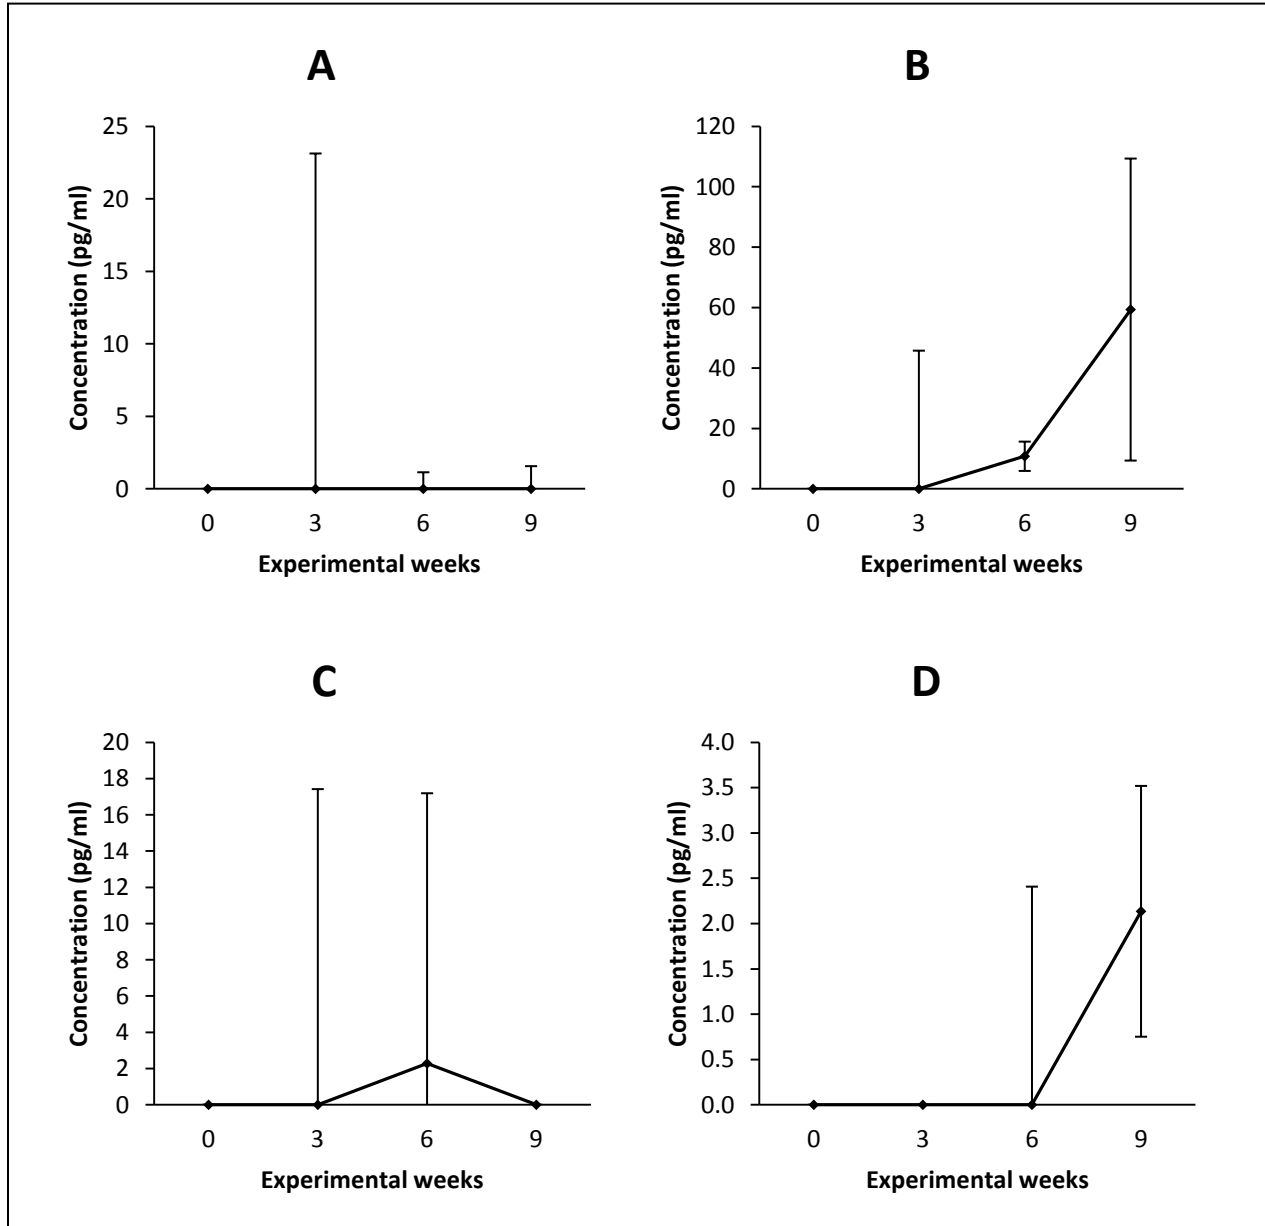 A
25
20
15
10
5
0
Concentration (pg/ml)
0 3 6 9
Experimental weeks
B
120
100
80
60
40
20
0
Concentration (pg/ml)
0 3 6 9
Experimental weeks
C
20
18
16
14
12
10
8
6
4
2
0
Concentration (pg/ml)
0 3 6 9
Experimental weeks
D
4.0
3.5
3.0
2.5
2.0
1.5
1.0
0.5
0.0
Concentration (pg/ml)
0 3 6 9
Experimental weeks